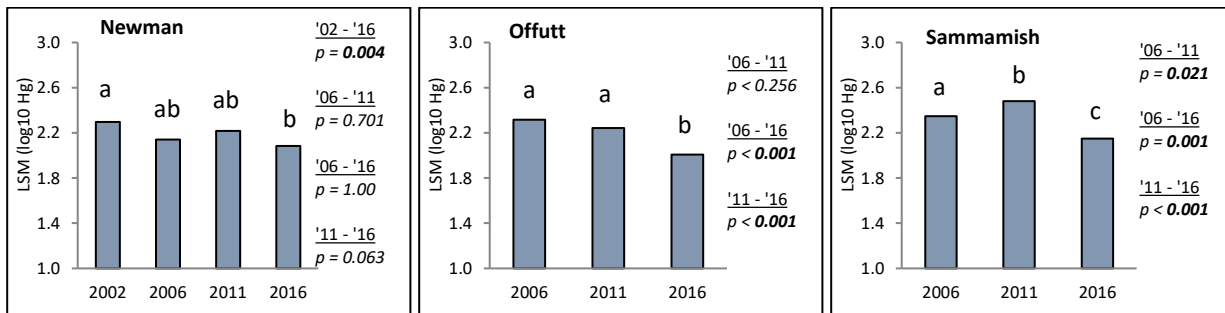 Newman
'02 - '16
p = 0.004
'06 - '11
p = 0.701
'06 - '16
p = 1.00
'11 - '16
p = 0.063
LSM (log10 Hg)
3.0
2.6
2.2
1.8
1.4
1.0
a
ab
ab
b
2002
2006
2011
2016
Offutt
'06 - '11
p < 0.256
'06 - '16
p < 0.001
'11 - '16
p < 0.001
LSM (log10 Hg)
3.0
2.6
2.2
1.8
1.4
1.0
a
a
b
2006
2011
2016
Sammamish
'06 - '11
p = 0.021
'06 - '16
p = 0.001
'11 - '16
p < 0.001
LSM (log10 Hg)
3.0
2.6
2.2
1.8
1.4
1.0
a
b
c
2006
2011
2016